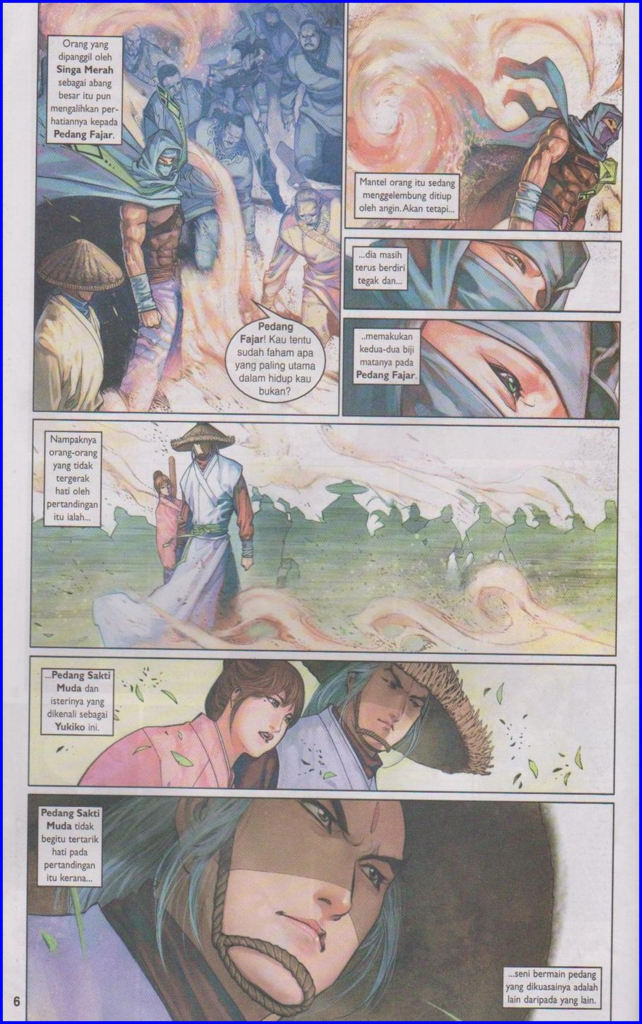 Orang yang
dipanggil oleh
Singa Merah
sebagai abang
besar itu pun
mengalihkan per-
hatiannya kepada
Pedang Fajar.
Pedang
Fajar! Kau tentu
sudah faham apa
yang paling utama
dalam hidup kau
bukan?
Mantel orang itu sedang
menggelembung ditiup
oleh angin. Akan tetapi...
...dia masih
terus berdiri
tegak dan...
..memakukan
kedua-dua biji
matanya pada
Pedang Fajar.
Nampaknya
orang-orang
yang tidak
tergerak
hati oleh
pertandingan
itu ialah...
...Pedang Sakti
Muda dan
isterinya yang
dikenali sebagai
Yukiko ini.
Pedang Sakti
Muda tidak
begitu tertarik
hati pada
pertandingan
itu kerana...
...seni bermain pedang
yang dikuasainya adalah
lain daripada yang lain.
6